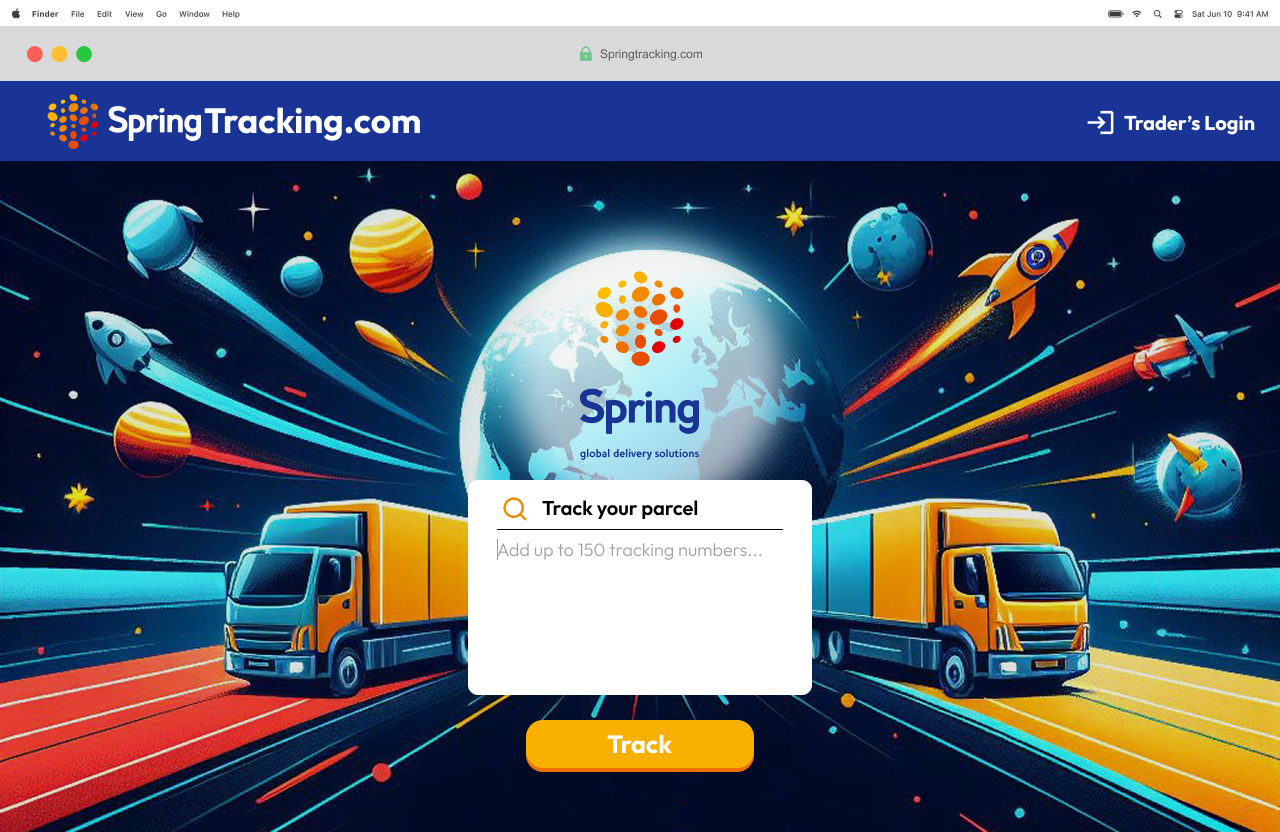 Finder File Edit View Go Window Help
Sat Jun 10 9:41 AM
Springtracking.com
SpringTracking.com
Trader's Login
Spring
global delivery solutions
Track your parcel
Add up to 150 tracking numbers...
Track